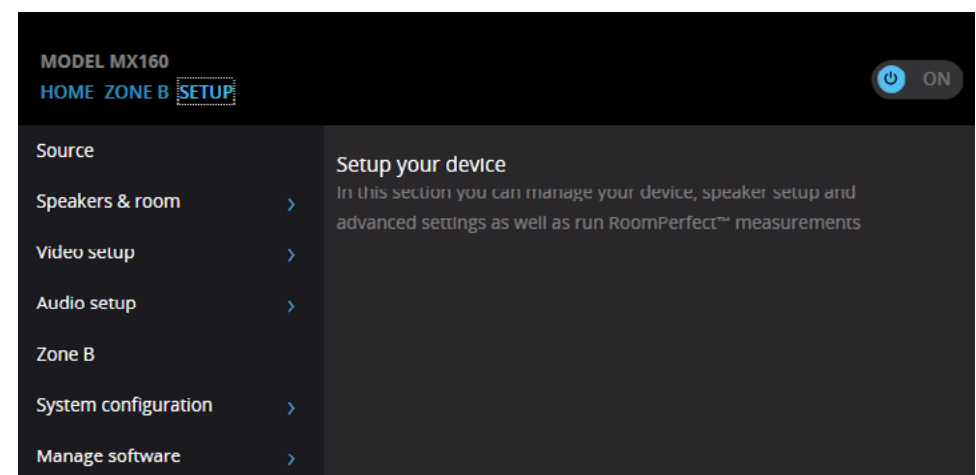 MODEL MX160
HOME ZONE B SETUP
ON
Source
Speakers & room
Video setup
Audio setup
Zone B
System configuration
Manage software
Setup your device
In this section you can manage your device, speaker setup and
advanced settings as well as run RoomPerfect™ measurements